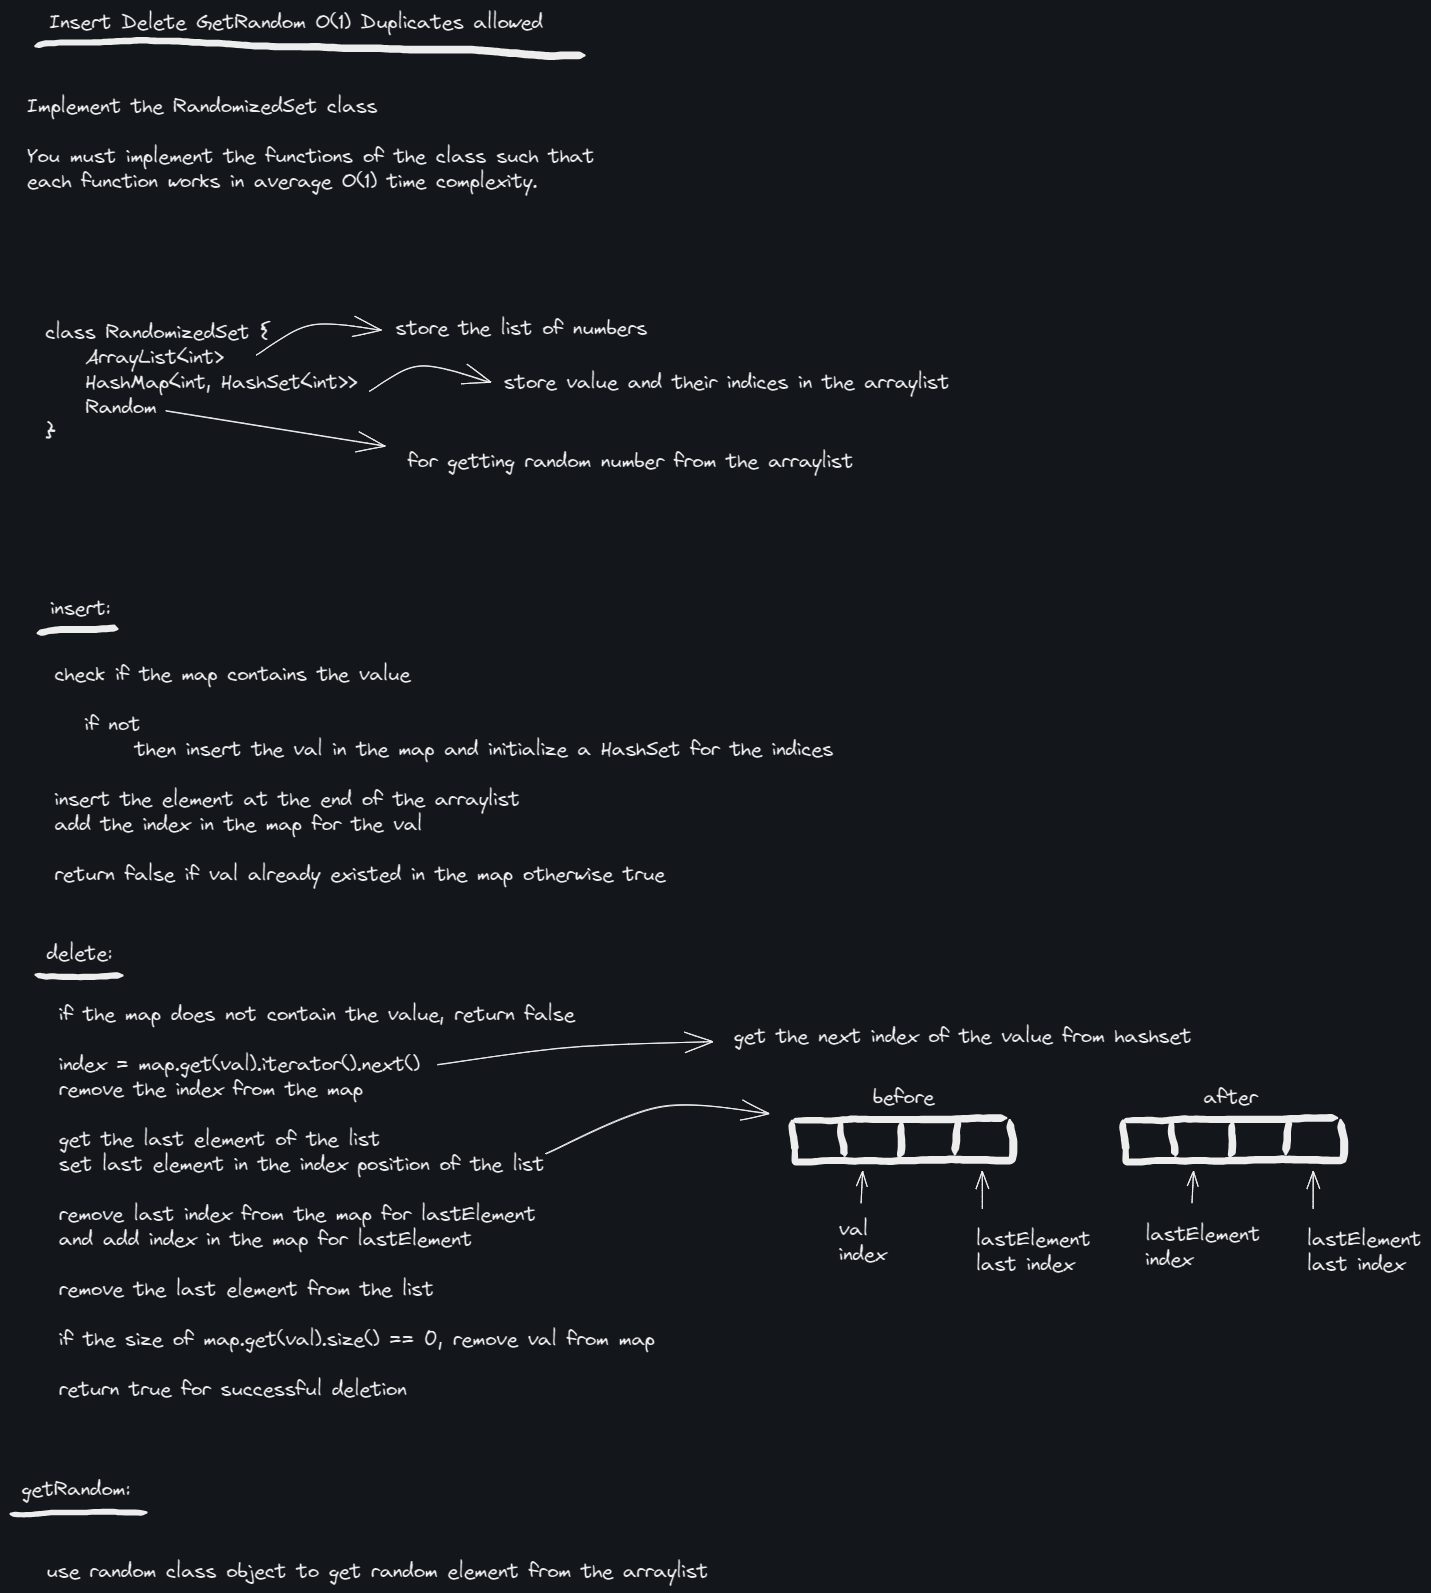 Insert Delete GetRandom O(1) Duplicates allowed
Implement the RandomizedSet class
You must implement the functions of the class such that
each function works in average O(1) time complexity.
class RandomizedSet {
ArrayList<int>
HashMap<int, HashSet<int>>
Random
}
store the list of numbers
store value and their indices in the arraylist
for getting random number from the arraylist
insert:
check if the map contains the value
if not
then insert the val in the map and initialize a HashSet for the indices
insert the element at the end of the arraylist
add the index in the map for the val
return false if val already existed in the map otherwise true
delete:
if the map does not contain the value, return false
index = map.get(val).iterator().next()
remove the index from the map
get the next index of the value from hashset
get the last element of the list
set last element in the index position of the list
before
val
index
lastElement
last index
after
lastElement
index
lastElement
last index
remove last index from the map for lastElement
and add index in the map for lastElement
remove the last element from the list
if the size of map.get(val).size() == 0, remove val from map
return true for successful deletion
getRandom:
use random class object to get random element from the arraylist